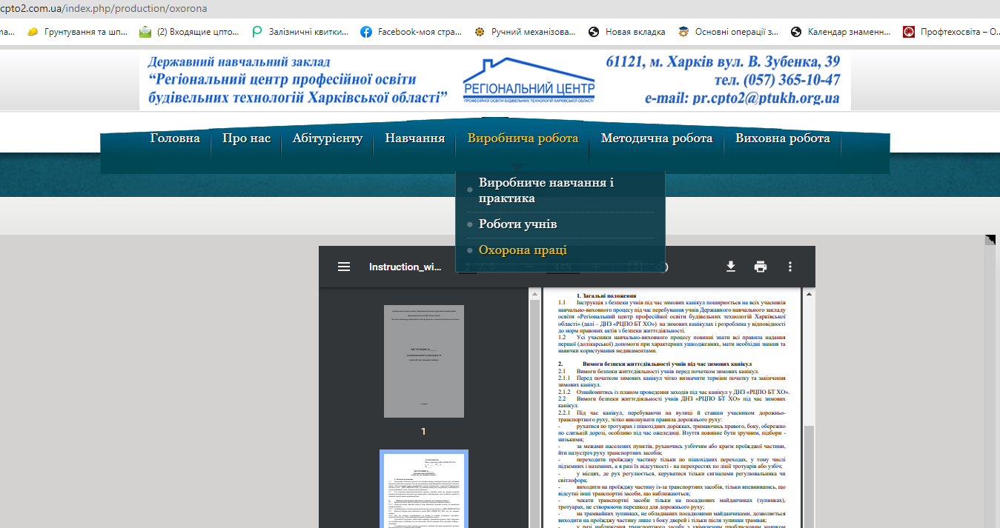 cpto2.com.ua/index.php/production/oxorona
Грунтування та шп...
(2) Входящие цпто...
Залізничні квитки...
Facebook-моя стра...
Ручний механізова...
Новая вкладка
Основні операції з...
Календар знаменн...
Профтехосвіта – О...
Державний навчальний заклад
“Регіональний центр професійної освіти
будівельних технологій Харківської області”
РЕГІОНАЛЬНИЙ ЦЕНТР
ПРОФЕСІЙНОЇ ОСВІТИ БУДІВЕЛЬНИХ ТЕХНОЛОГІЙ ХАРКІВСЬКОЇ ОБЛАСТІ
61121, м. Харків вул. В. Зубенка, 39
тел. (057) 365-10-47
e-mail: pr.cpto2@ptukh.org.ua
Головна
Про нас
Абітурієнту
Навчання
Виробнича робота
Методична робота
Виховна робота
Виробниче навчання і
практика
Роботи учнів
Охорона праці
Instruction_wi...
1
1. Загальні положення
1.1 Інструкція з безпеки учнів під час зимових канікул поширюється на всіх учасників
навчально-виховного процесу під час перебування учнів Державного навчального закладу
освіти «Регіональний центр професійної освіти будівельних технологій Харківської
області» (далі – ДНЗ «РЦПО БТ ХО») на зимових канікулах і розроблена у відповідності
до норм правових актів з безпеки життєдіяльності.
1.2 Усі учасники навчально-виховного процесу повинні знати всі правила надання
першої (долікарської) допомоги при характерних ушкодженнях, мати необхідні знання та
навички користування медикаментами.
2. Вимоги безпеки життєдіяльності учнів під час зимових канікул
2.1 Вимоги безпеки життєдіяльності учнів перед початком зимових канікул.
2.1.1 Перед початком зимових канікул чітко визначити терміни початку та закінчення
зимових канікул.
2.1.2 Ознайомитись із планом проведення заходів під час канікул у ДНЗ «РЦПО БТ ХО».
2.2 Вимоги безпеки життєдіяльності учнів ДНЗ «РЦПО БТ ХО» під час зимових
канікул.
2.2.1 Під час канікул, перебуваючи на вулиці й ставши учасником дорожньо-
транспортного руху, чітко виконувати правила дорожнього руху:
- рухатися по тротуарах і пішохідних доріжках, тримаючись правого, боку, обережно
по слизькій дорозі, особливо під час ожеледиці. Взуття повинне бути зручним, підбори -
низькими;
- за межами населених пунктів, рухаючись узбіччям або краєм проїжджої частини,
йти назустріч руху транспортних засобів;
- переходити проїжджу частину тільки по пішохідних переходах, у тому числі
підземних і наземних, а в разі їх відсутності - на перехрестях по лінії тротуарів або узбіч;
- у місцях, де рух регулюється, керуватися тільки сигналами регулювальника чи
світлофора;
- виходити на проїжджу частину із-за транспортних засобів, тільки впевнившись, що
відсутні інші транспортні засоби, що наближаються;
- чекати транспортні засоби тільки на посадкових майданчиках (зупинках),
тротуарах, не створюючи перешкод для дорожнього руху;
- на трамвайних зупинках, не обладнаних посадковими майданчиками, дозволяється
виходити на проїжджу частину лише з боку дверей і тільки після зупинки трамвая;
- у разі наближення транспортного засобу з увімкненим проблисковим маячком